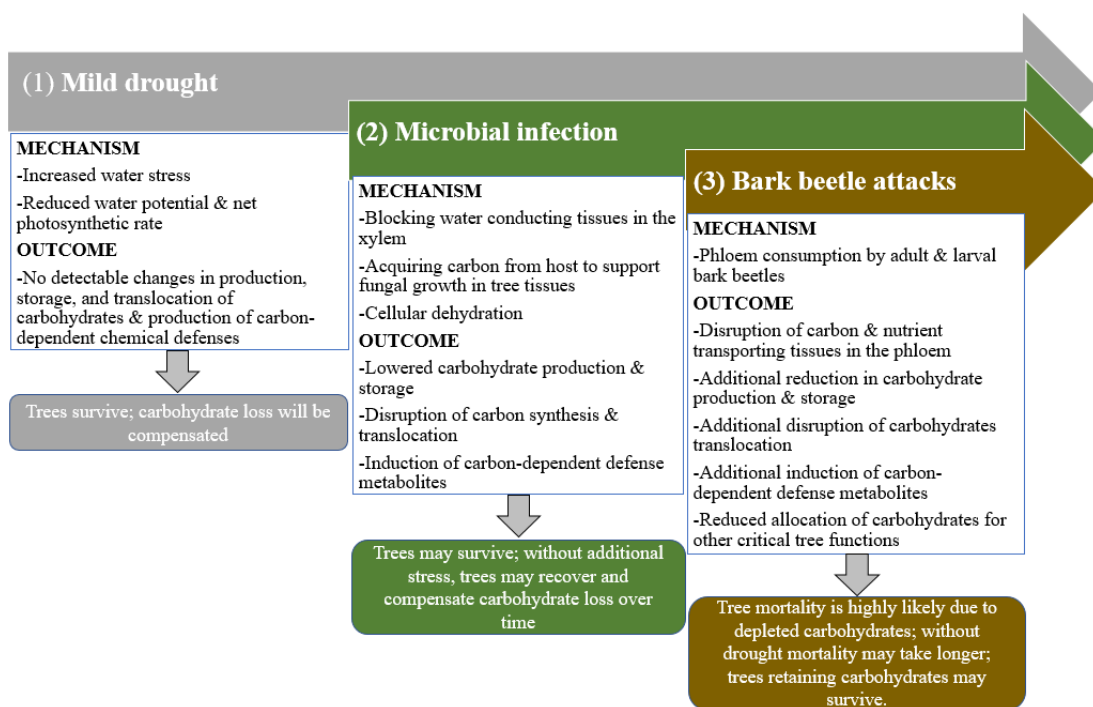 (1) Mild drought
MECHANISM
-Increased water stress
-Reduced water potential & net
photosynthetic rate
OUTCOME
-No detectable changes in production,
storage, and translocation of
carbohydrates & production of carbon-
dependent chemical defenses
Trees survive; carbohydrate loss will be
compensated
(2) Microbial infection
MECHANISM
-Blocking water conducting tissues in the
xylem
-Acquiring carbon from host to support
fungal growth in tree tissues
-Cellular dehydration
OUTCOME
-Lowered carbohydrate production &
storage
-Disruption of carbon synthesis &
translocation
-Induction of carbon-dependent defense
metabolites
Trees may survive; without additional
stress, trees may recover and
compensate carbohydrate loss over
time
(3) Bark beetle attacks
MECHANISM
-Phloem consumption by adult & larval
bark beetles
OUTCOME
-Disruption of carbon & nutrient
transporting tissues in the phloem
-Additional reduction in carbohydrate
production & storage
-Additional disruption of carbohydrates
translocation
-Additional induction of carbon-
dependent defense metabolites
-Reduced allocation of carbohydrates for
other critical tree functions
Tree mortality is highly likely due to
depleted carbohydrates; without
drought mortality may take longer;
trees retaining carbohydrates may
survive.